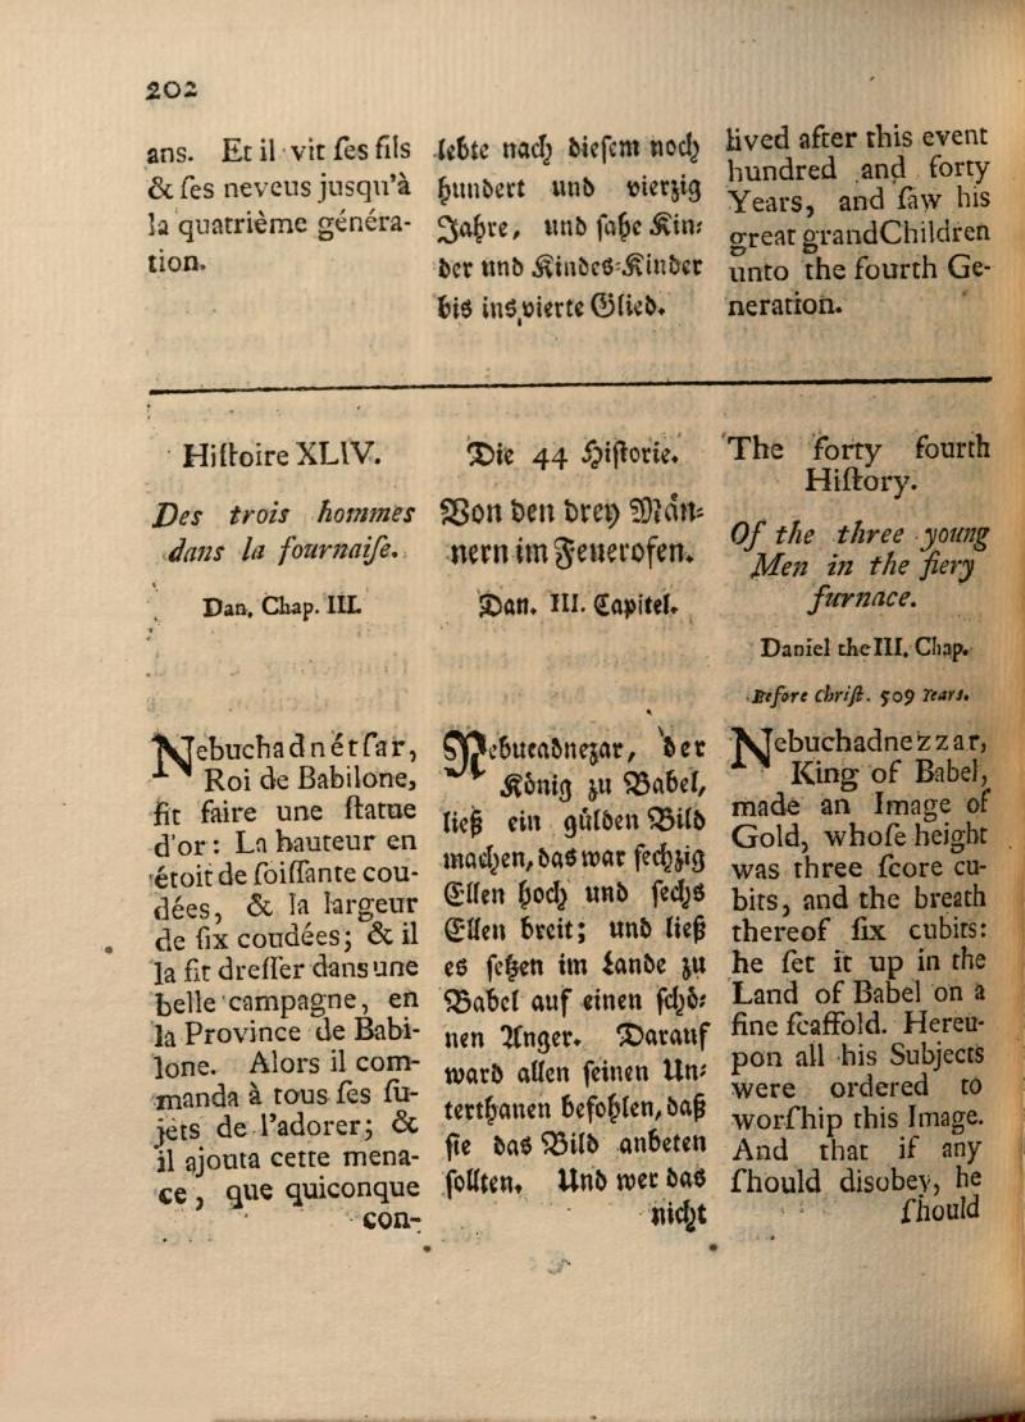 202
ans. Et il vit ſes fils
& ſes neveus jusqu'à
la quatrième généra-
tion.
lebte nach dieſem noch
hundert und vierzig
Jahre, und ſahe Kin-
der und Kindes-Kinder
bis ins vierte Glied.
lived after this event
hundred and forty
Years, and ſaw his
great grandChildren
unto the fourth Ge-
neration.
Hiſtoire XLIV.
Des trois hommes
dans la fournaiſe.
Dan. Chap. III.
Die 44 Hiſtorie.
Von den drey Män-
nern im Feuerofen.
Dan. III. Capitel.
The forty fourth
Hiſtory.
Of the three young
Men in the fiery
furnace.
Daniel the III. Chap.
Before Chriſt. 509 Years.
Nebuchadnétſar,
Roi de Babilone,
fit faire une ſtatue
d'or: La hauteur en
étoit de ſoiſſante cou-
dées, & la largeur
de ſix coudées; & il
la fit dreſſer dans une
belle campagne, en
la Province de Babi-
lone. Alors il com-
manda à tous ſes ſu-
jets de l'adorer; &
il ajouta cette mena-
ce, que quiconque
con-
Nebucadnezar, der
König zu Babel,
ließ ein gülden Bild
machen, das war ſechzig
Ellen hoch und ſechs
Ellen breit; und ließ
es ſetzen im Lande zu
Babel auf einen ſchö-
nen Anger. Darauf
ward allen ſeinen Un-
terthanen befohlen, daß
ſie das Bild anbeten
ſollten. Und wer das
nicht
Nebuchadnezzar,
King of Babel,
made an Image of
Gold, whoſe height
was three ſcore cu-
bits, and the breath
thereof ſix cubits:
he ſet it up in the
Land of Babel on a
fine ſcaffold. Hereu-
pon all his Subjects
were ordered to
worſhip this Image.
And that if any
ſhould disobey, he
ſhould